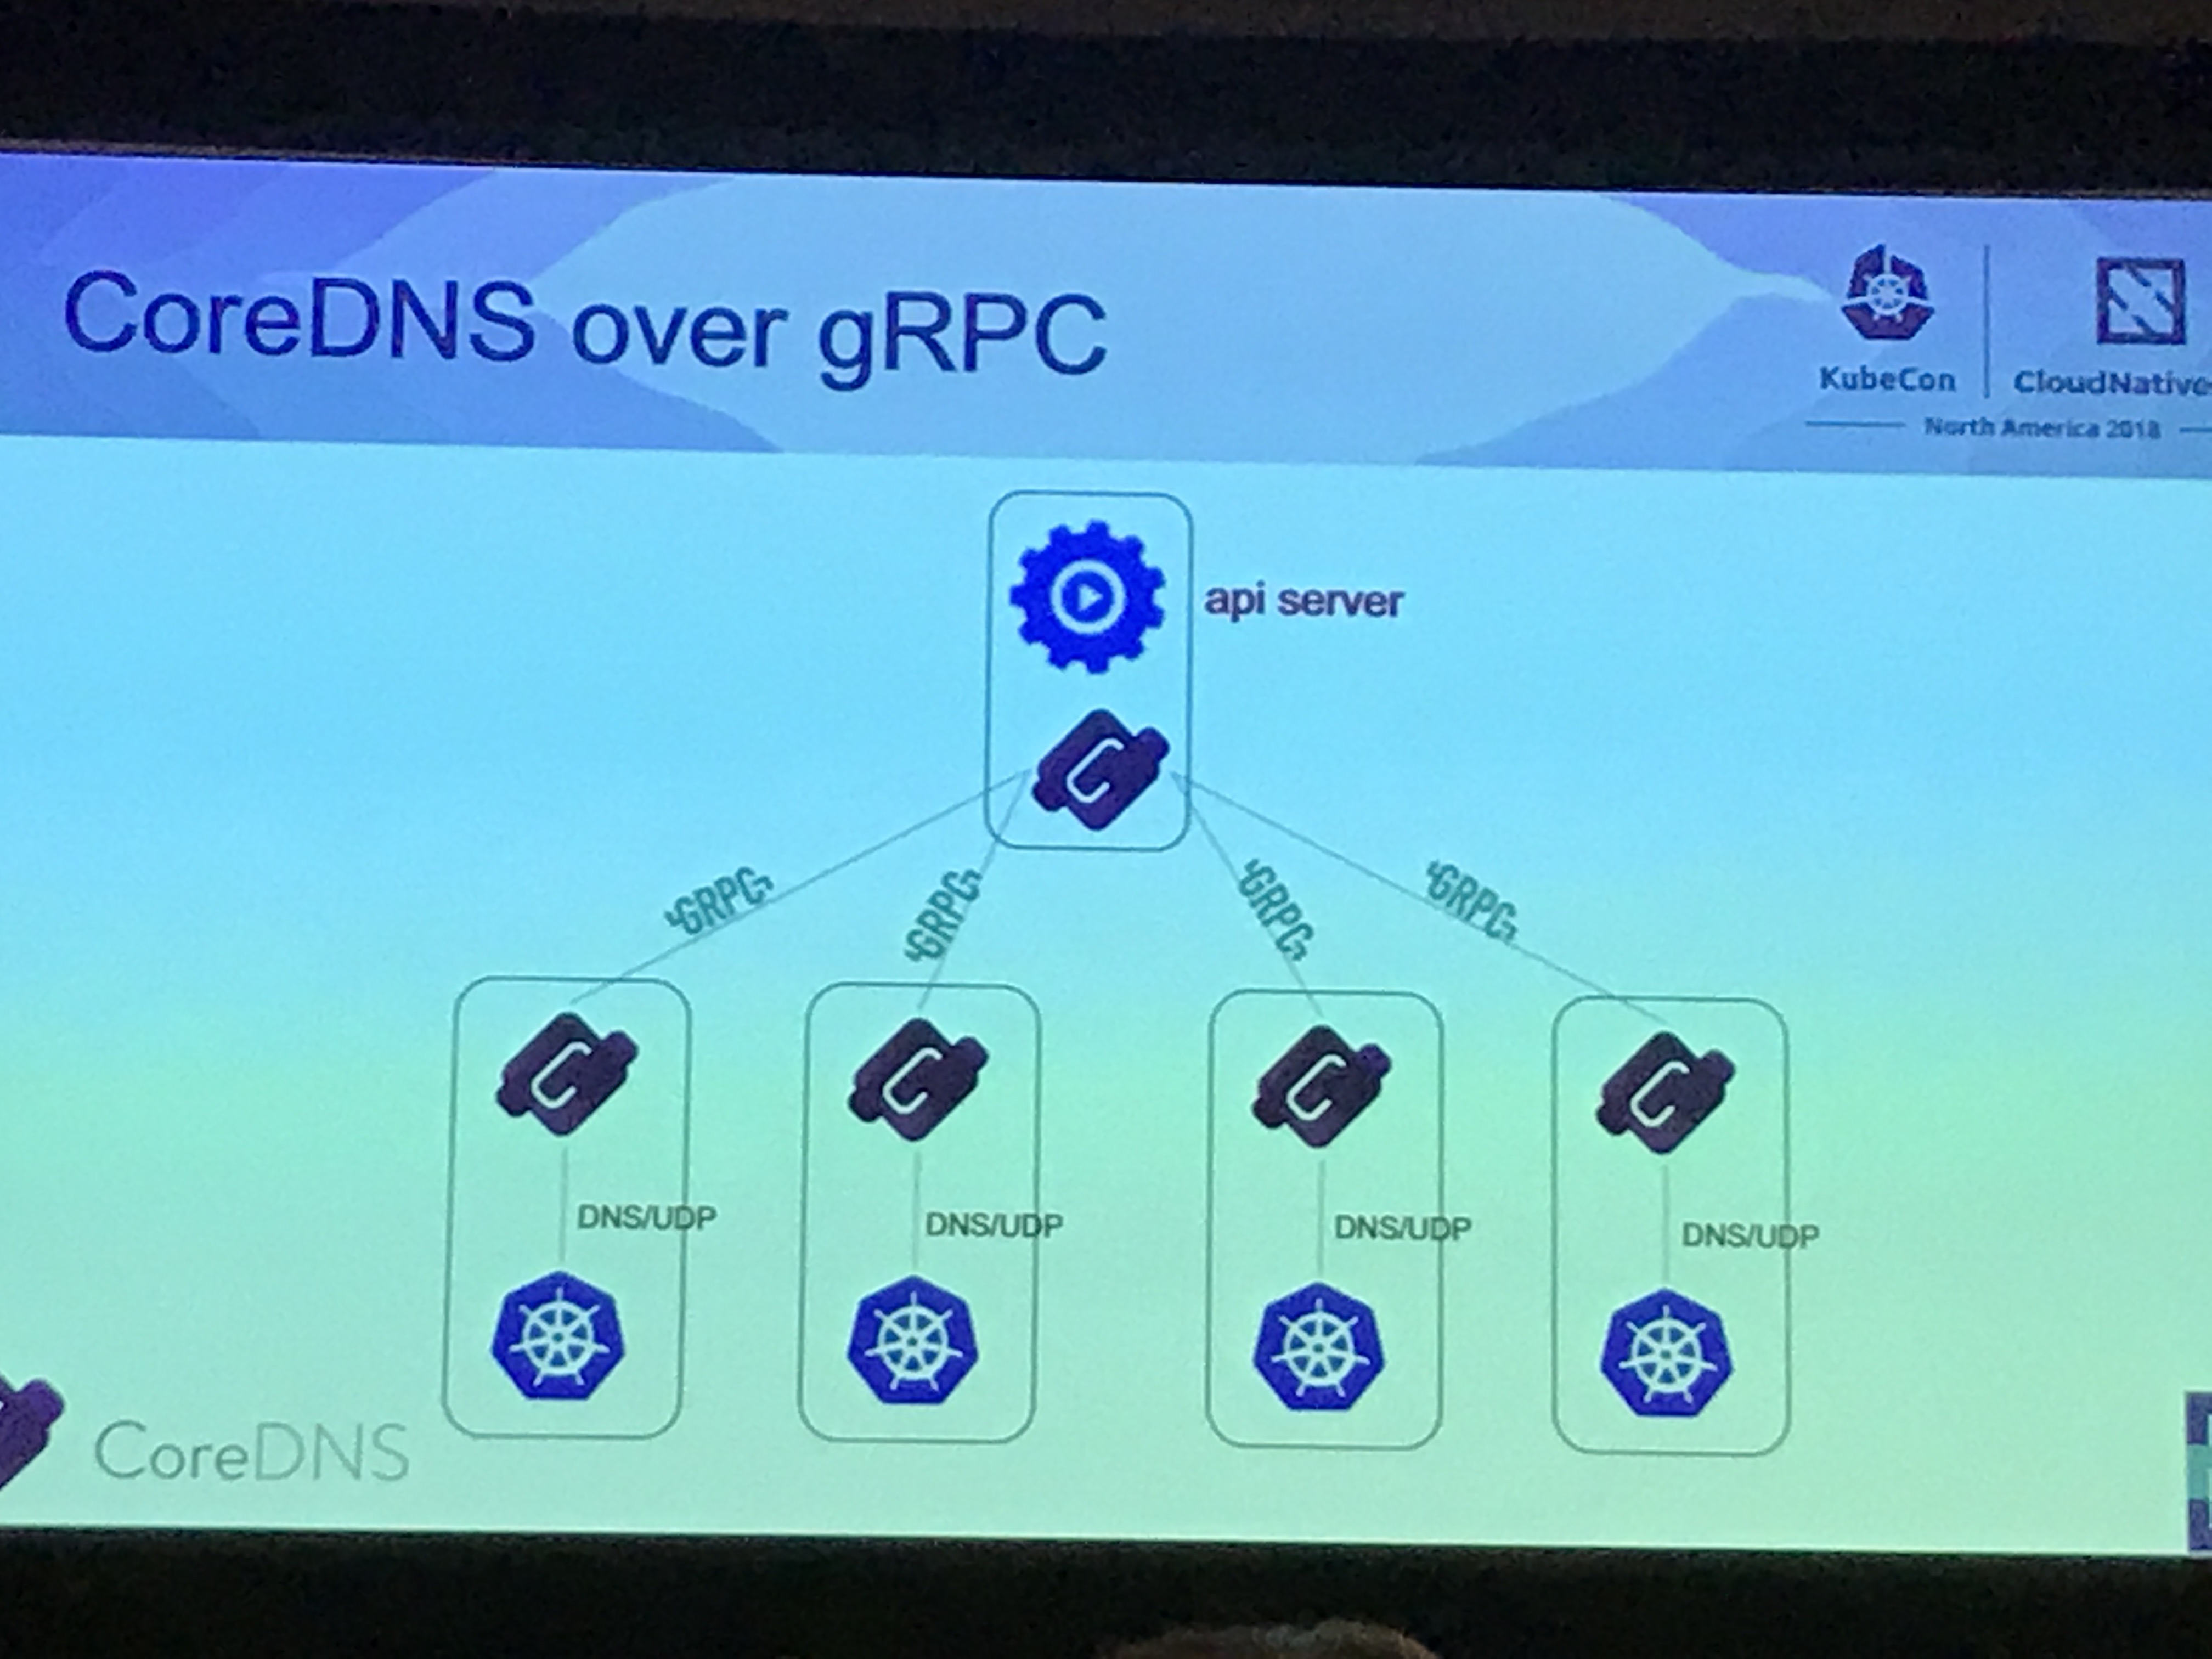 CoreDNS over gRPC
KubeCon
CloudNative
North America 2018
api server
GRPC
GRPC
GRPC
GRPC
DNS/UDP
DNS/UDP
DNS/UDP
DNS/UDP
CoreDNS